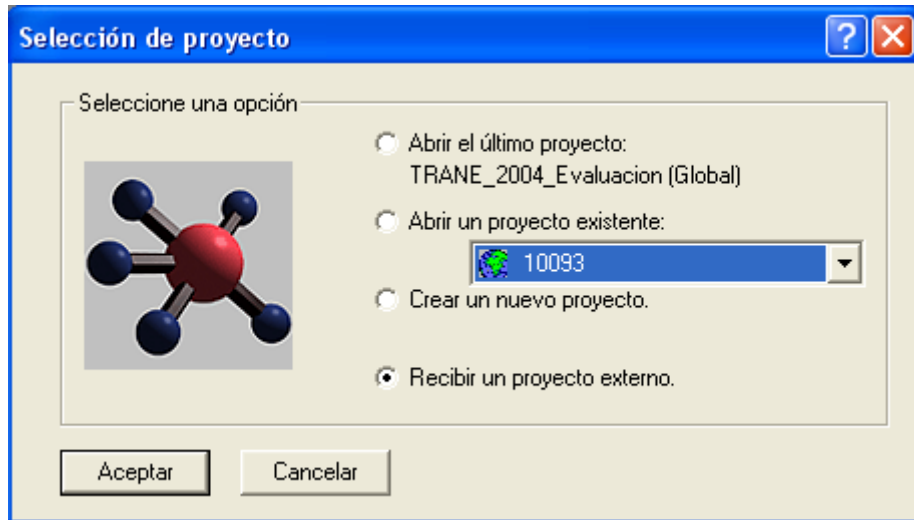 Selección de proyecto
Seleccione una opción
Abrir el último proyecto:
TRANE_2004_Evaluacion (Global)
Abrir un proyecto existente:
10093
Crear un nuevo proyecto.
Recibir un proyecto externo.
Aceptar
Cancelar